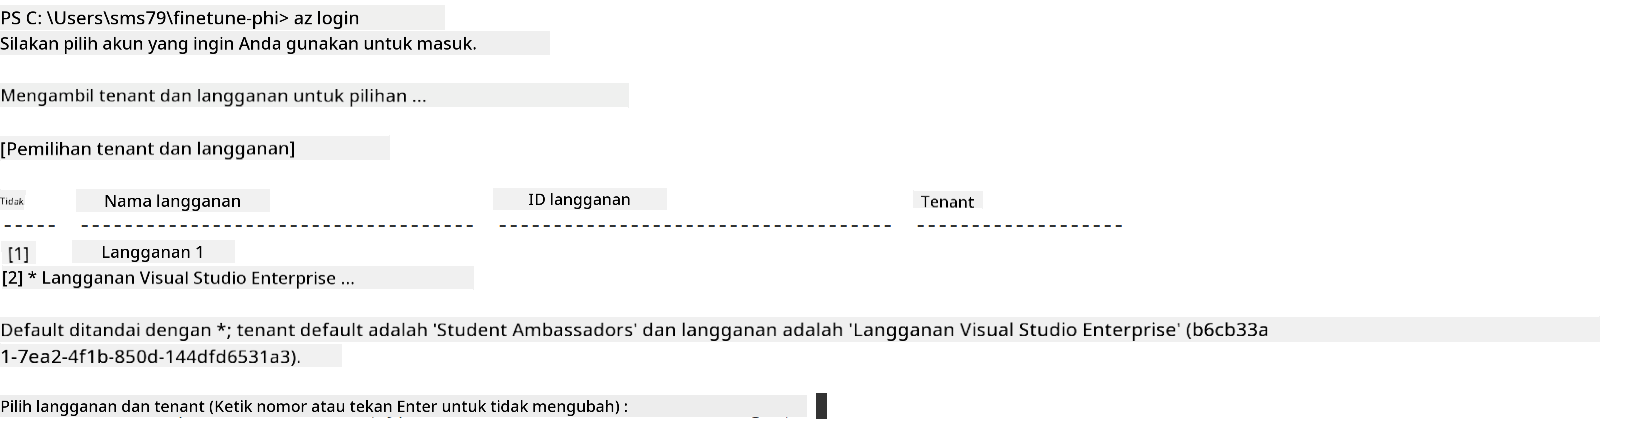 PS C: \Users\sms79\finetune-phi> az login
Silakan pilih akun yang ingin Anda gunakan untuk masuk.
Mengambil tenant dan langganan untuk pilihan ...
[Pemilihan tenant dan langganan]
Tidak Nama langganan ID langganan Tenant
----- ------------------------------------ ------------------------------------ -------------------
[1] Langganan 1
[2] * Langganan Visual Studio Enterprise ...
Default ditandai dengan *; tenant default adalah 'Student Ambassadors' dan langganan adalah 'Langganan Visual Studio Enterprise' (b6cb33a
1-7ea2-4f1b-850d-144dfd6531a3).
Pilih langganan dan tenant (Ketik nomor atau tekan Enter untuk tidak mengubah) :